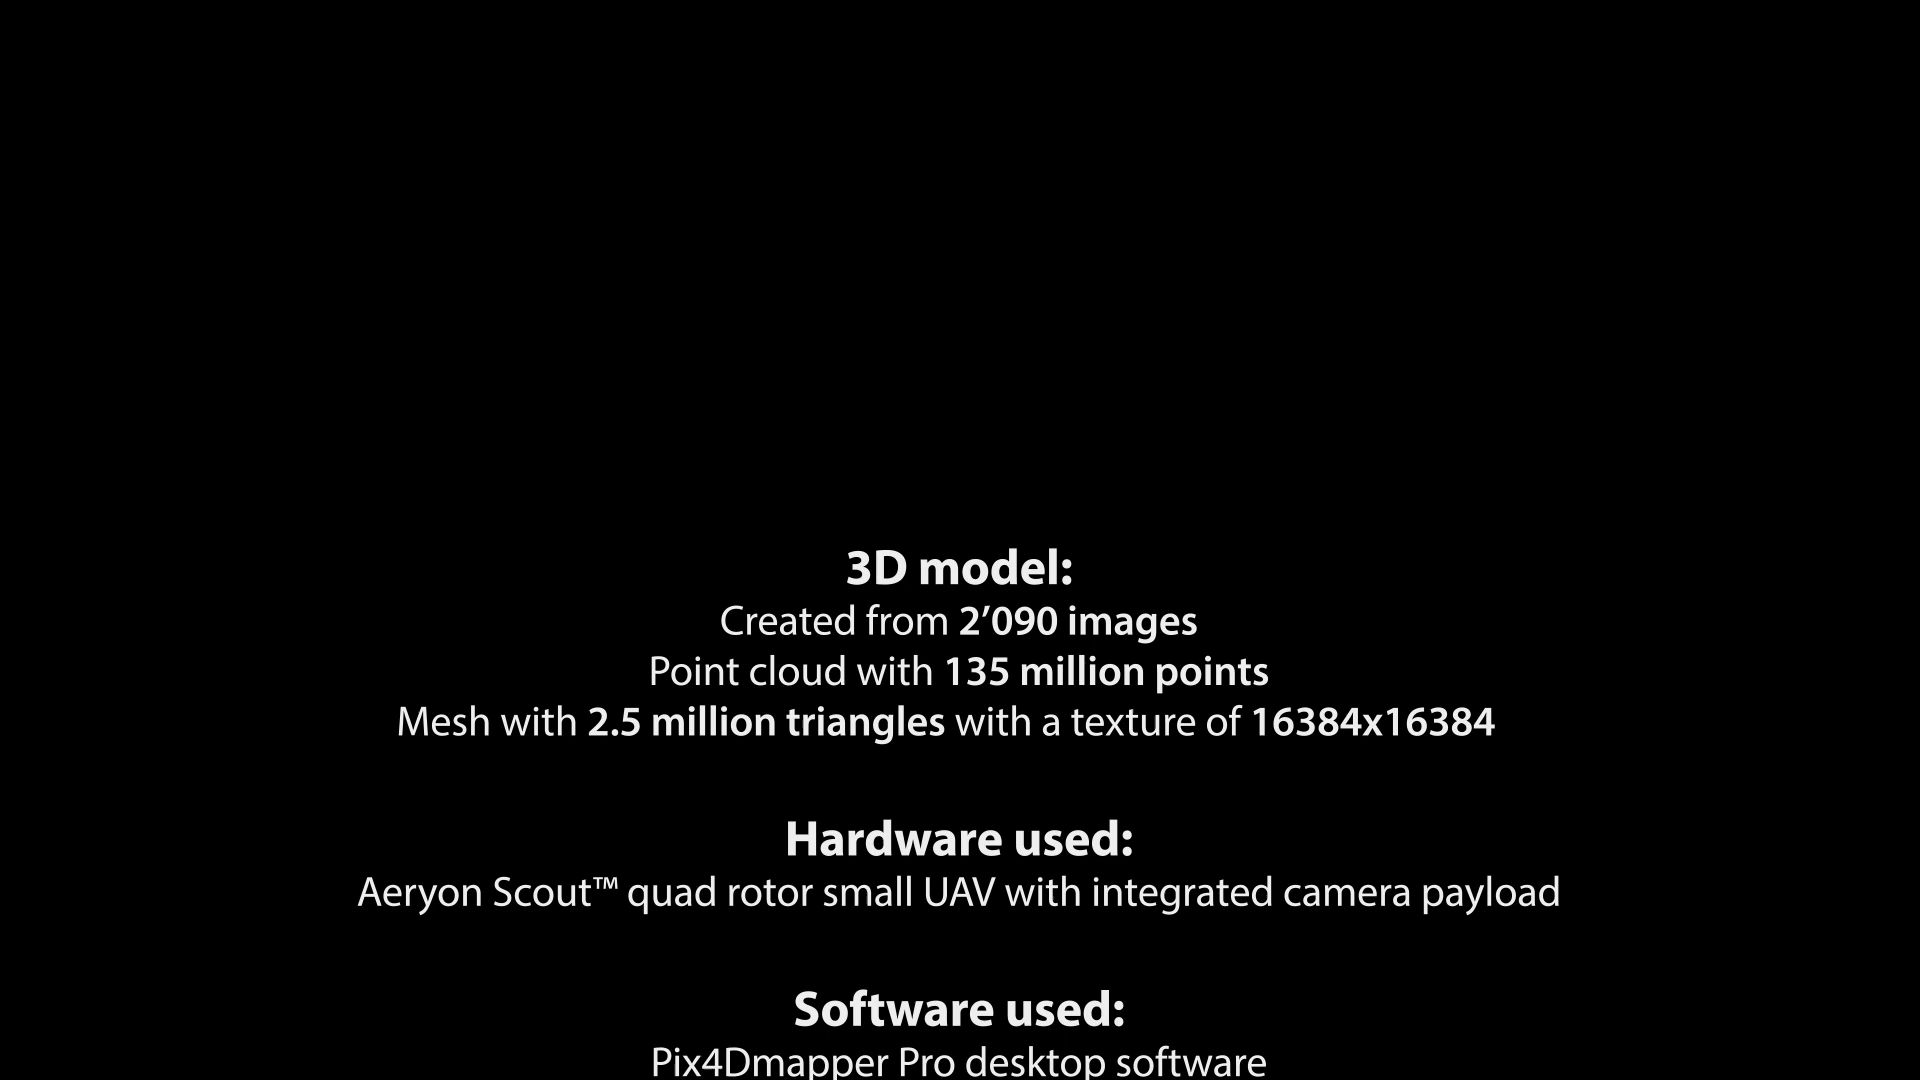 3D model:
Created from 2’090 images
Point cloud with 135 million points
Mesh with 2.5 million triangles with a texture of 16384x16384
Hardware used:
Aeryon Scout™ quad rotor small UAV with integrated camera payload
Software used:
Pix4Dmapper Pro desktop software